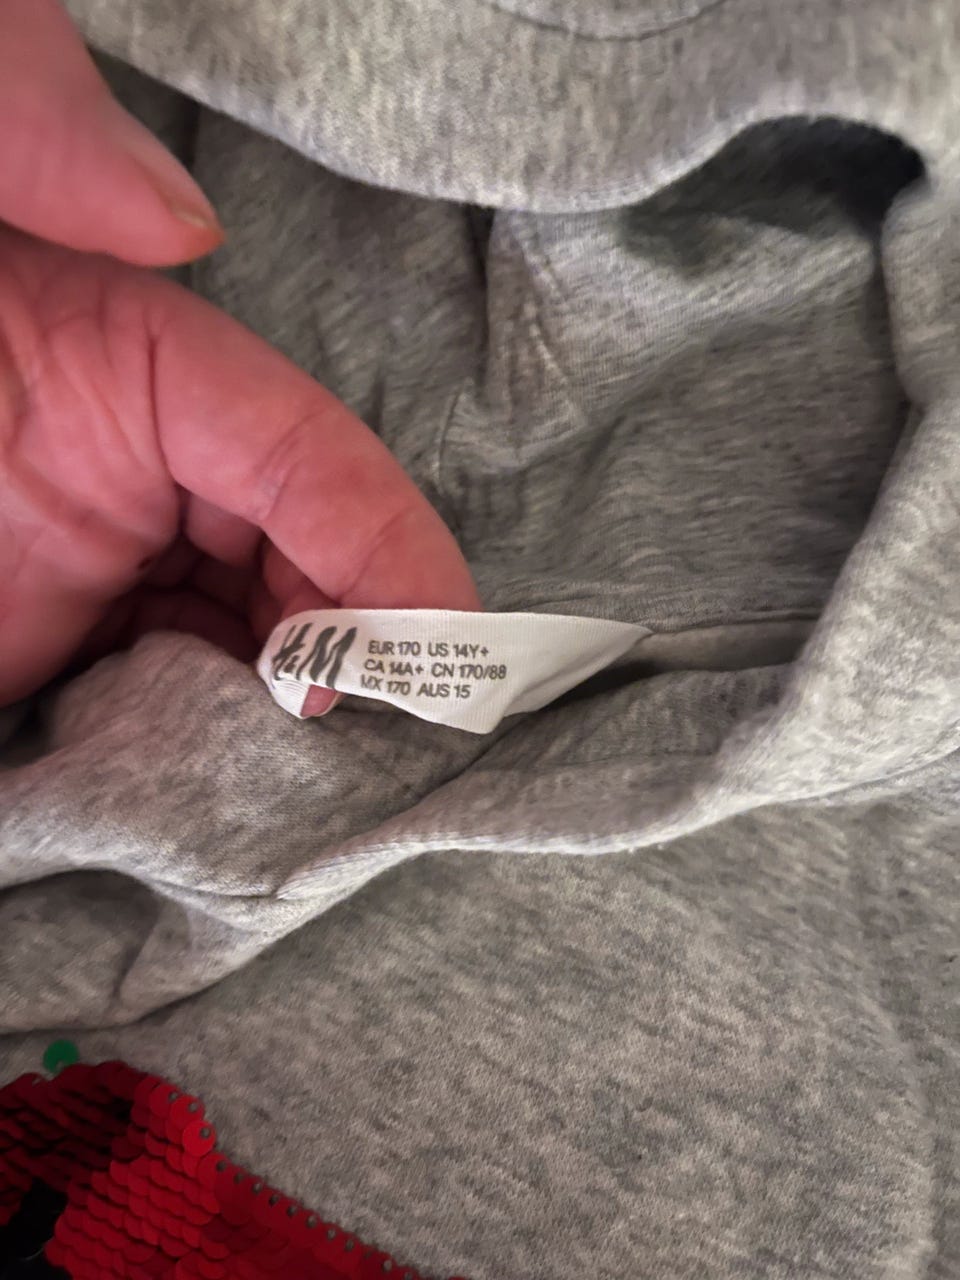 H&M
EUR 170 US 14Y+
CA 14A+ CN 170/88
MX 170 AUS 15